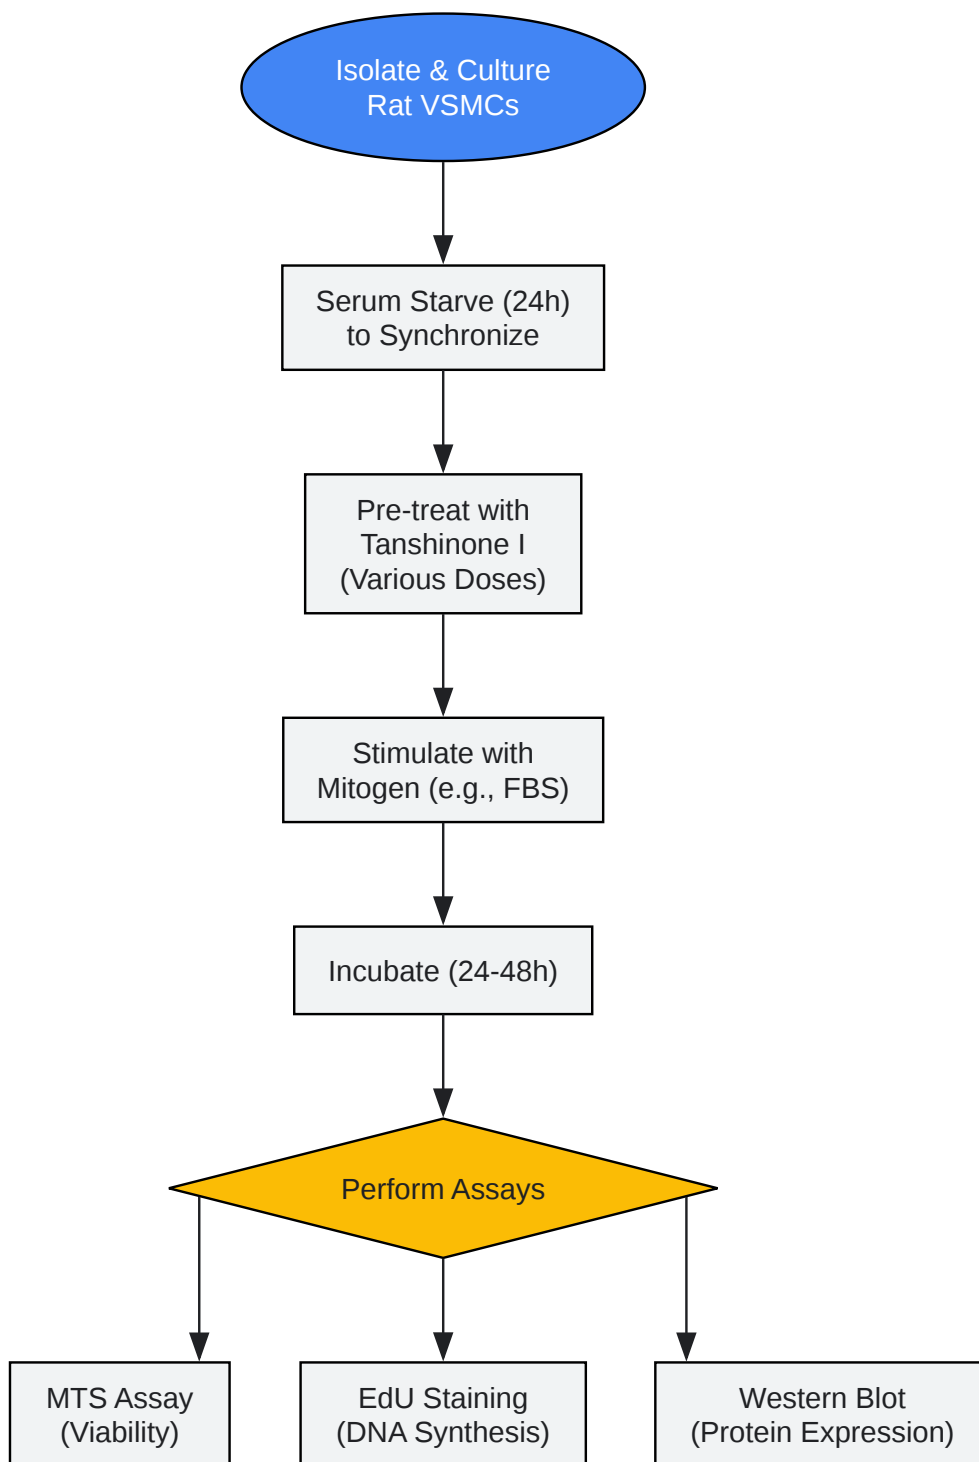 Isolate & Culture
Rat VSMCs
Serum Starve (24h)
to Synchronize
Pre-treat with
Tanshinone I
(Various Doses)
Stimulate with
Mitogen (e.g., FBS)
Incubate (24-48h)
Perform Assays
MTS Assay
(Viability)
EdU Staining
(DNA Synthesis)
Western Blot
(Protein Expression)